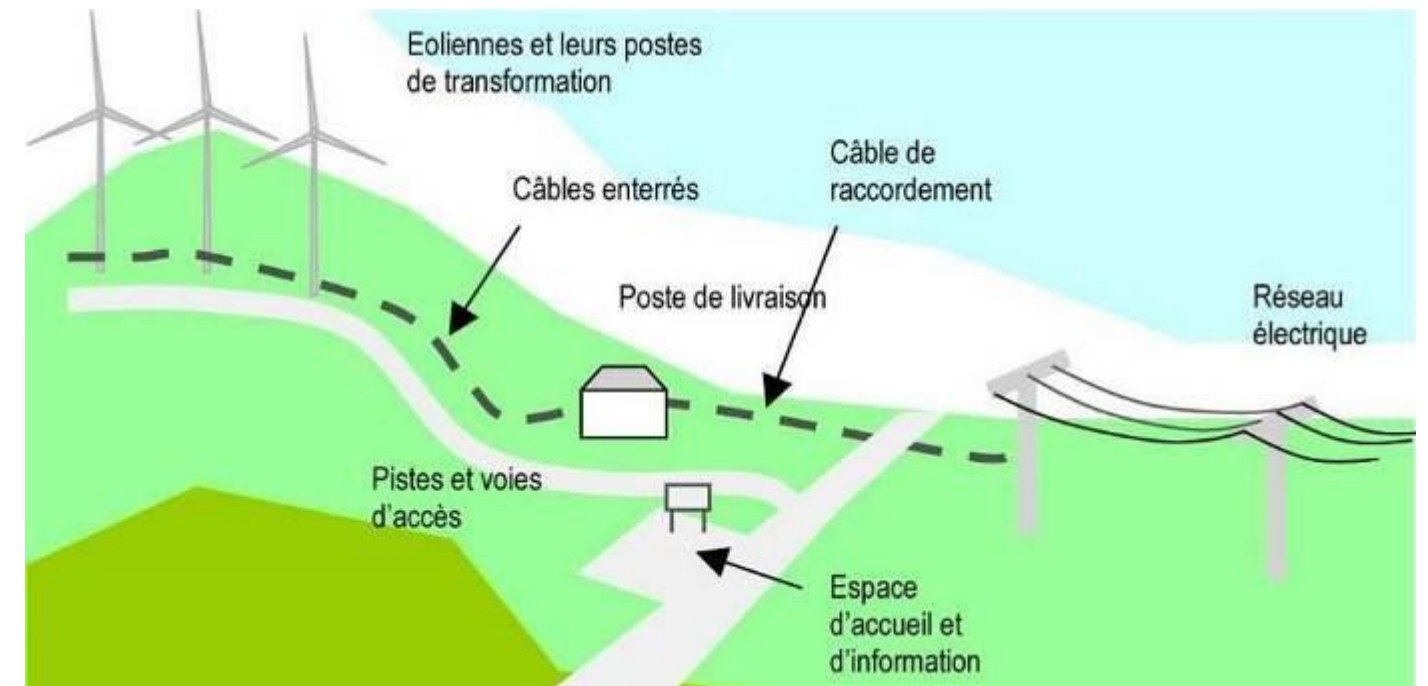 Eoliennes et leurs postes
de transformation
Câble de
raccordement
Câbles enterrés
Poste de livraison
Réseau
électrique
Pistes et voies
d'accès
Espace
d'accueil et
d'information